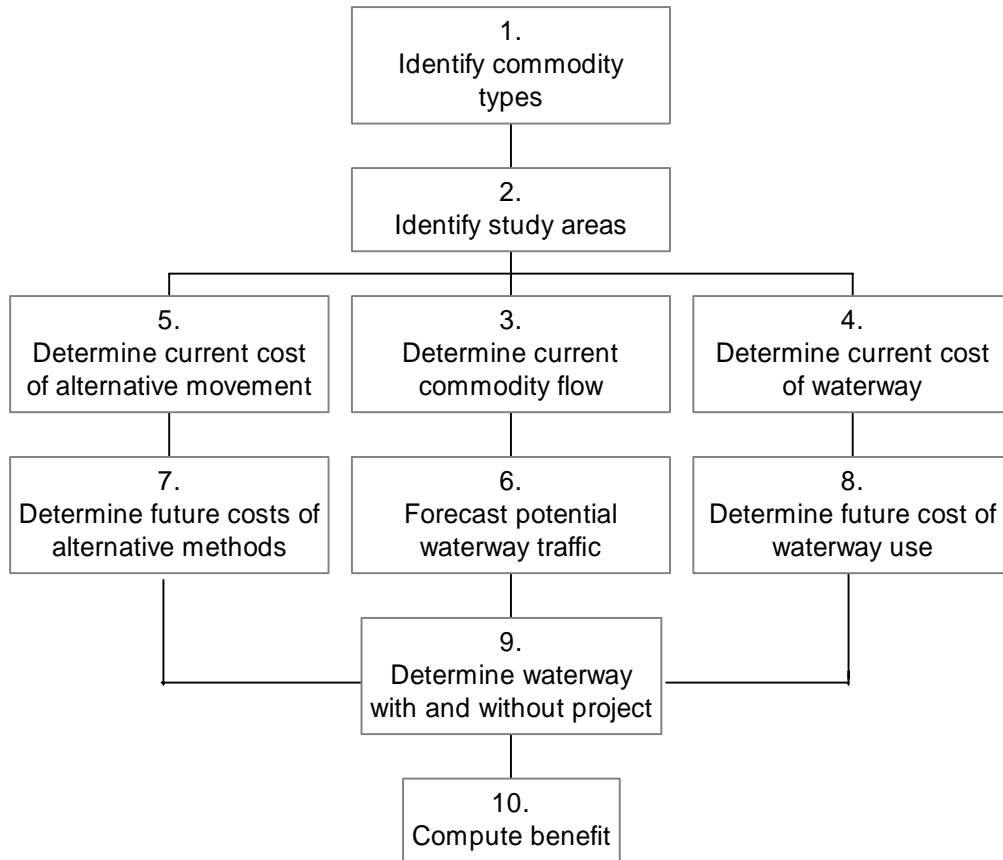 1.
Identify commodity
types
2.
Identify study areas
5.
Determine current cost
of alternative movement
3.
Determine current
commodity flow
4.
Determine current cost
of waterway
7.
Determine future costs of
alternative methods
6.
Forecast potential
waterway traffic
8.
Determine future cost of
waterway use
9.
Determine waterway
with and without project
10.
Compute benefit